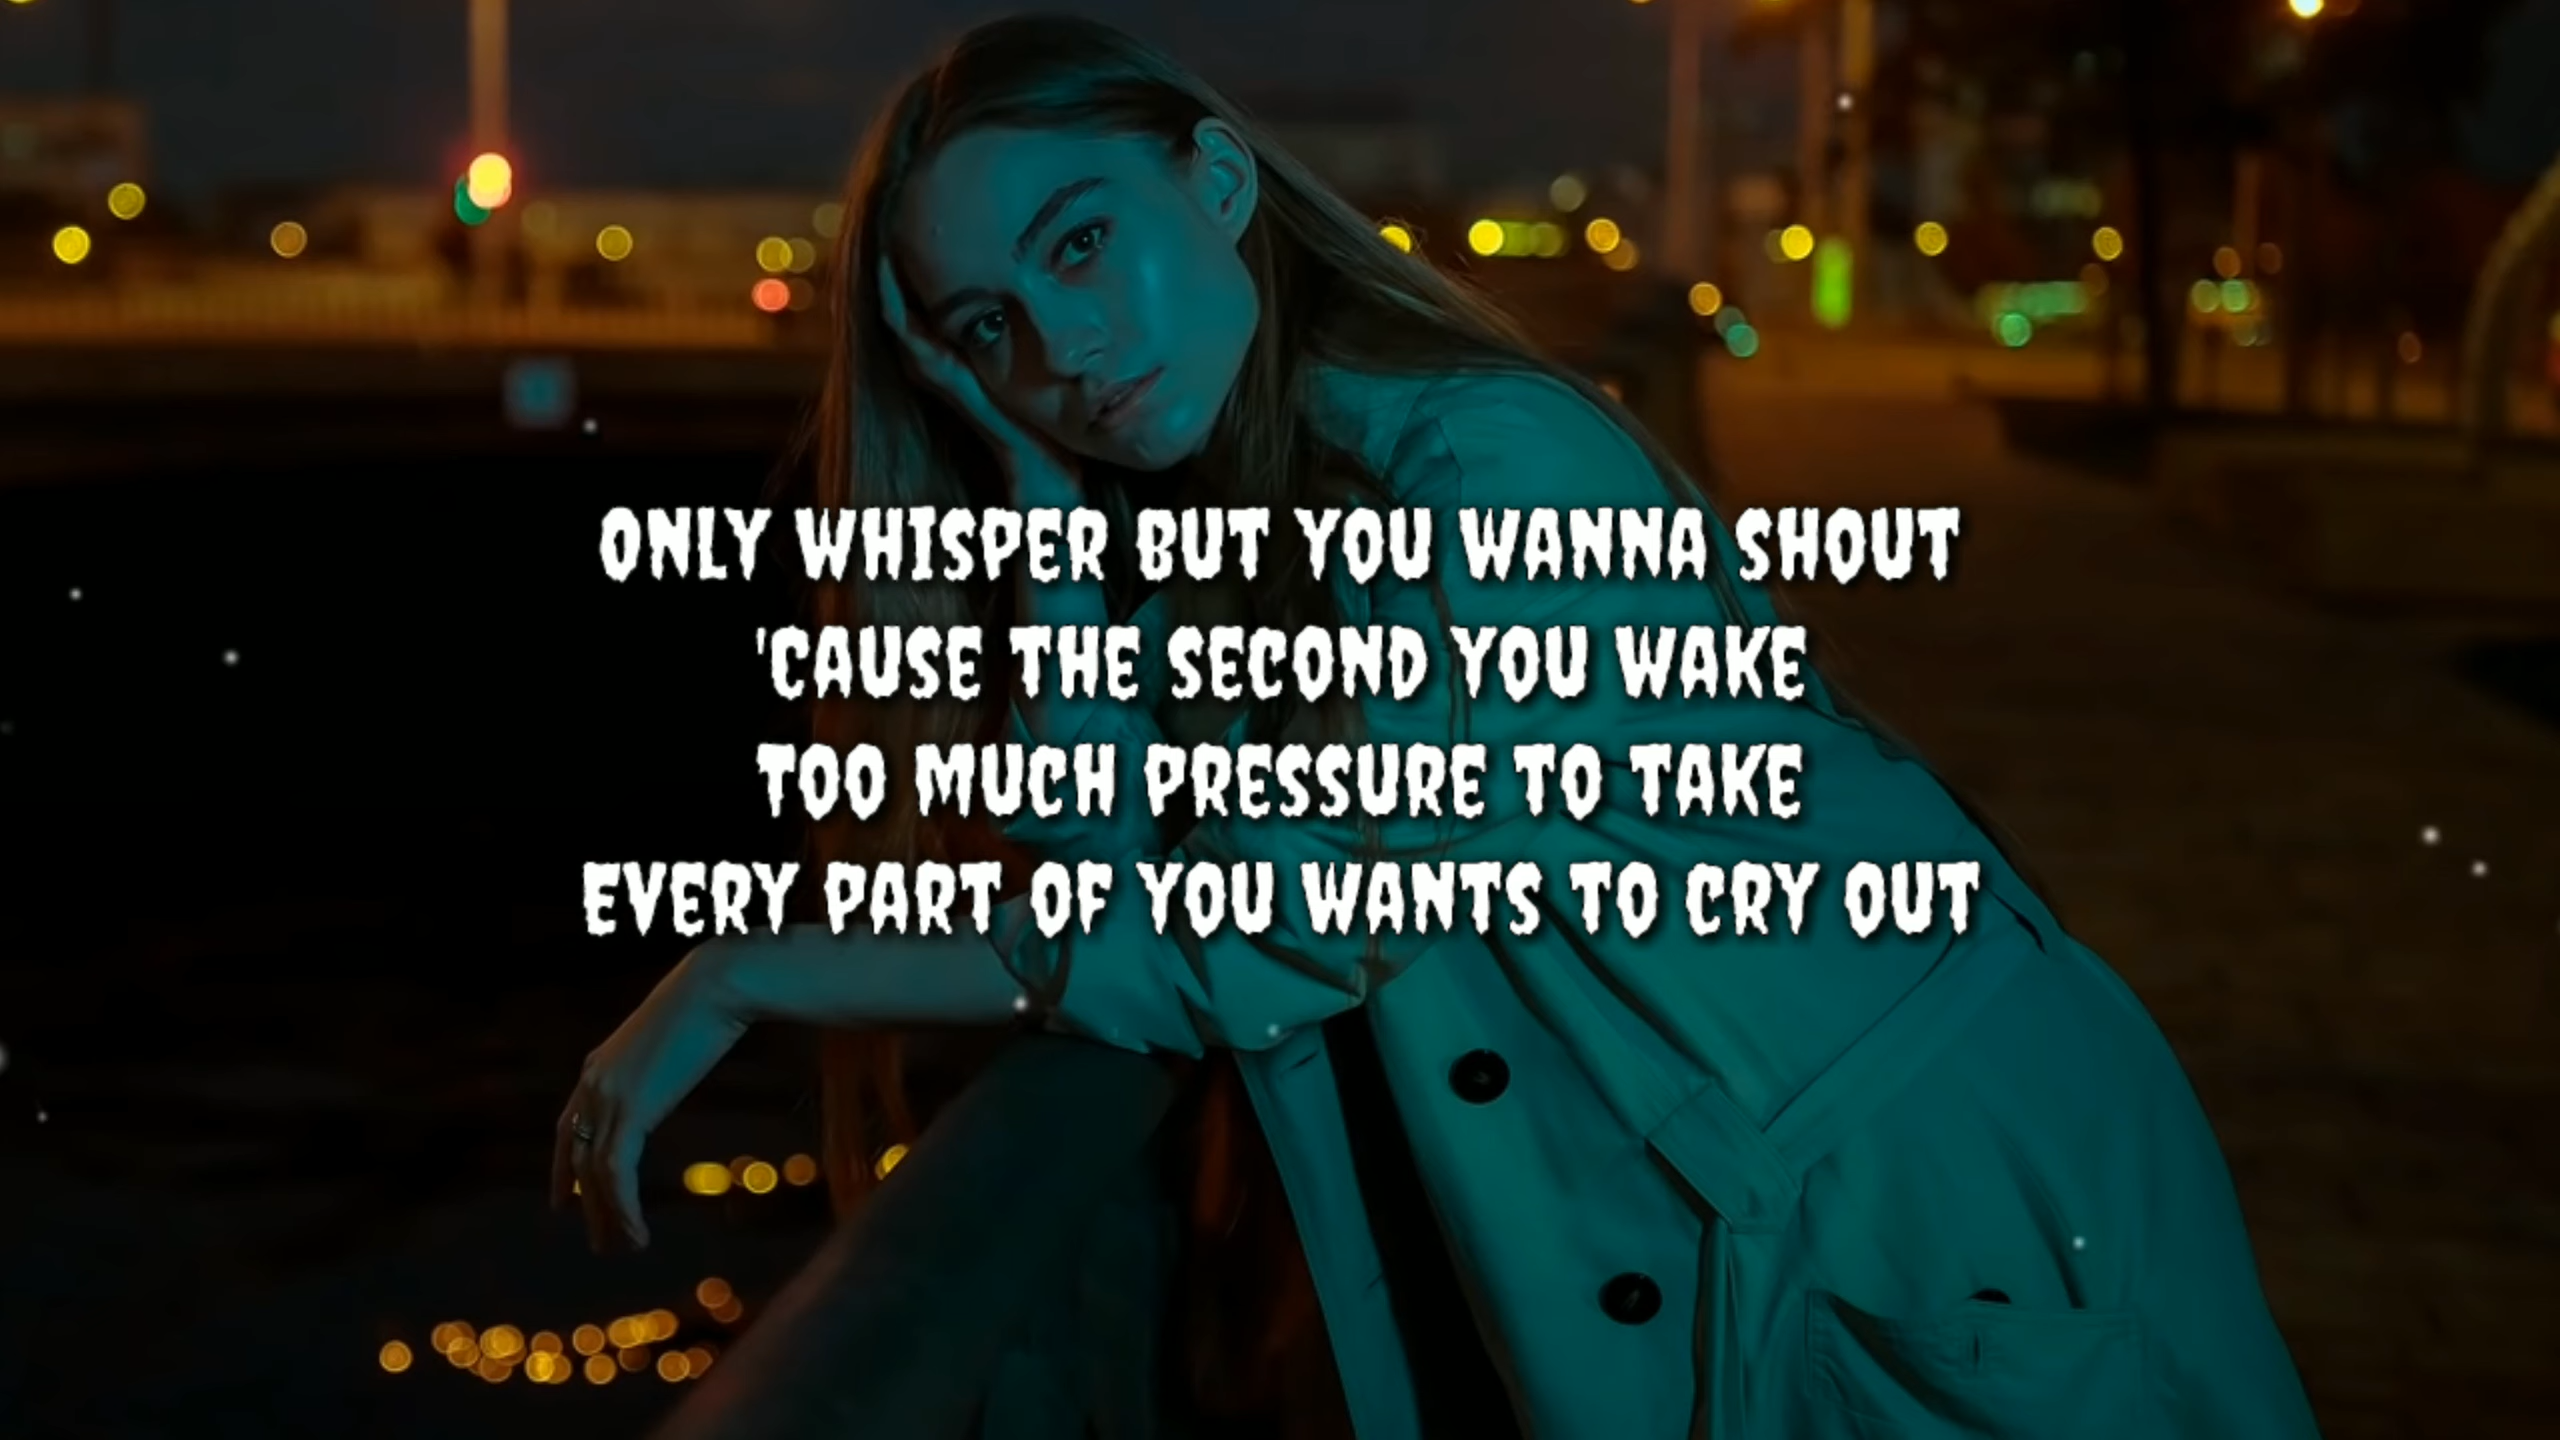 ONLY WHISPER BUT YOU WANNA SHOUT
'CAUSE THE SECOND YOU WAKE
TOO MUCH PRESSURE TO TAKE
EVERY PART OF YOU WANTS TO CRY OUT